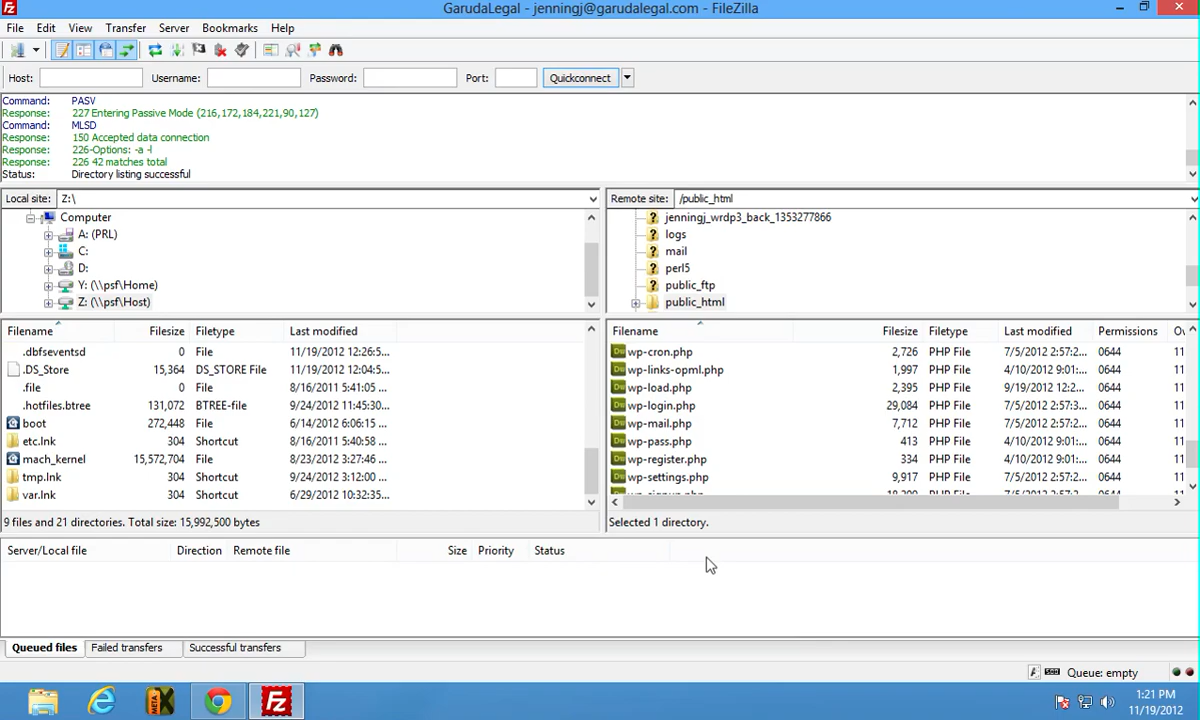 GarudaLegal - jenningj@garudalegal.com - FileZilla
File Edit View Transfer Server Bookmarks Help
Host: Username: Password: Port: Quickconnect
Command: PASV
Response: 227 Entering Passive Mode (216,172,184,221,90,127)
Command: MLSD
Response: 150 Accepted data connection
Response: 226-Options: -a -l
Response: 226 42 matches total
Status: Directory listing successful
Local site: Z:\
Computer
A: (PRL)
C:
D:
Y: (\\psf\Home)
Z: (\\psf\Host)
Remote site: /public_html
jenningj_wrdp3_back_1353277866
logs
mail
perl5
public_ftp
public_html
Filename Filesize Filetype Last modified
.dbfseventsd 0 File 11/19/2012 12:26:5...
.DS_Store 15,364 DS_STORE File 11/19/2012 12:04:5...
.file 0 File 8/16/2011 5:41:05 ...
.hotfiles.btree 131,072 BTREE-file 9/24/2012 11:45:30...
boot 272,448 File 6/14/2012 6:06:15 ...
etc.lnk 304 Shortcut 8/16/2011 5:40:58 ...
mach_kernel 15,572,704 File 8/23/2012 3:27:46 ...
tmp.lnk 304 Shortcut 9/24/2012 3:12:00 ...
var.lnk 304 Shortcut 6/29/2012 10:32:35...
9 files and 21 directories. Total size: 15,992,500 bytes
Filename Filesize Filetype Last modified Permissions Ov
wp-cron.php 2,726 PHP File 7/5/2012 2:57:2... 0644 11
wp-links-opml.php 1,997 PHP File 4/10/2012 9:01:... 0644 11
wp-load.php 2,395 PHP File 9/19/2012 12:2... 0644 11
wp-login.php 29,084 PHP File 7/5/2012 2:57:3... 0644 11
wp-mail.php 7,712 PHP File 7/5/2012 2:57:2... 0644 11
wp-pass.php 413 PHP File 4/10/2012 9:01:... 0644 11
wp-register.php 334 PHP File 4/10/2012 9:01:... 0644 11
wp-settings.php 9,917 PHP File 7/5/2012 2:57:2... 0644 11
Selected 1 directory.
Server/Local file Direction Remote file Size Priority Status
Queued files Failed transfers Successful transfers
Queue: empty
1:21 PM
11/19/2012